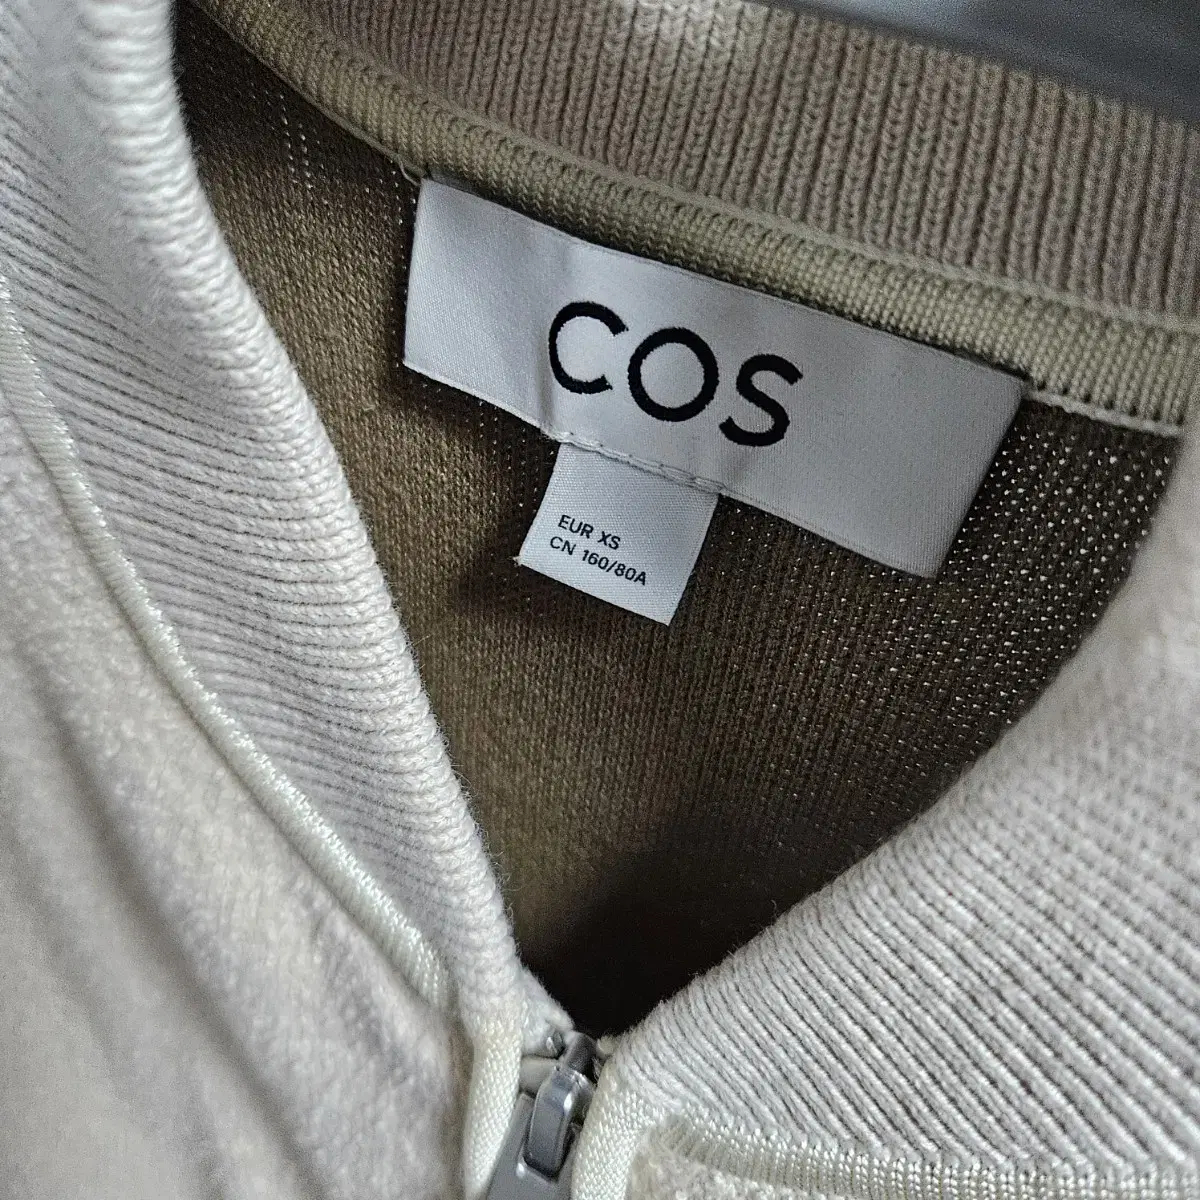 COS
EUR XS
CN 160/80A